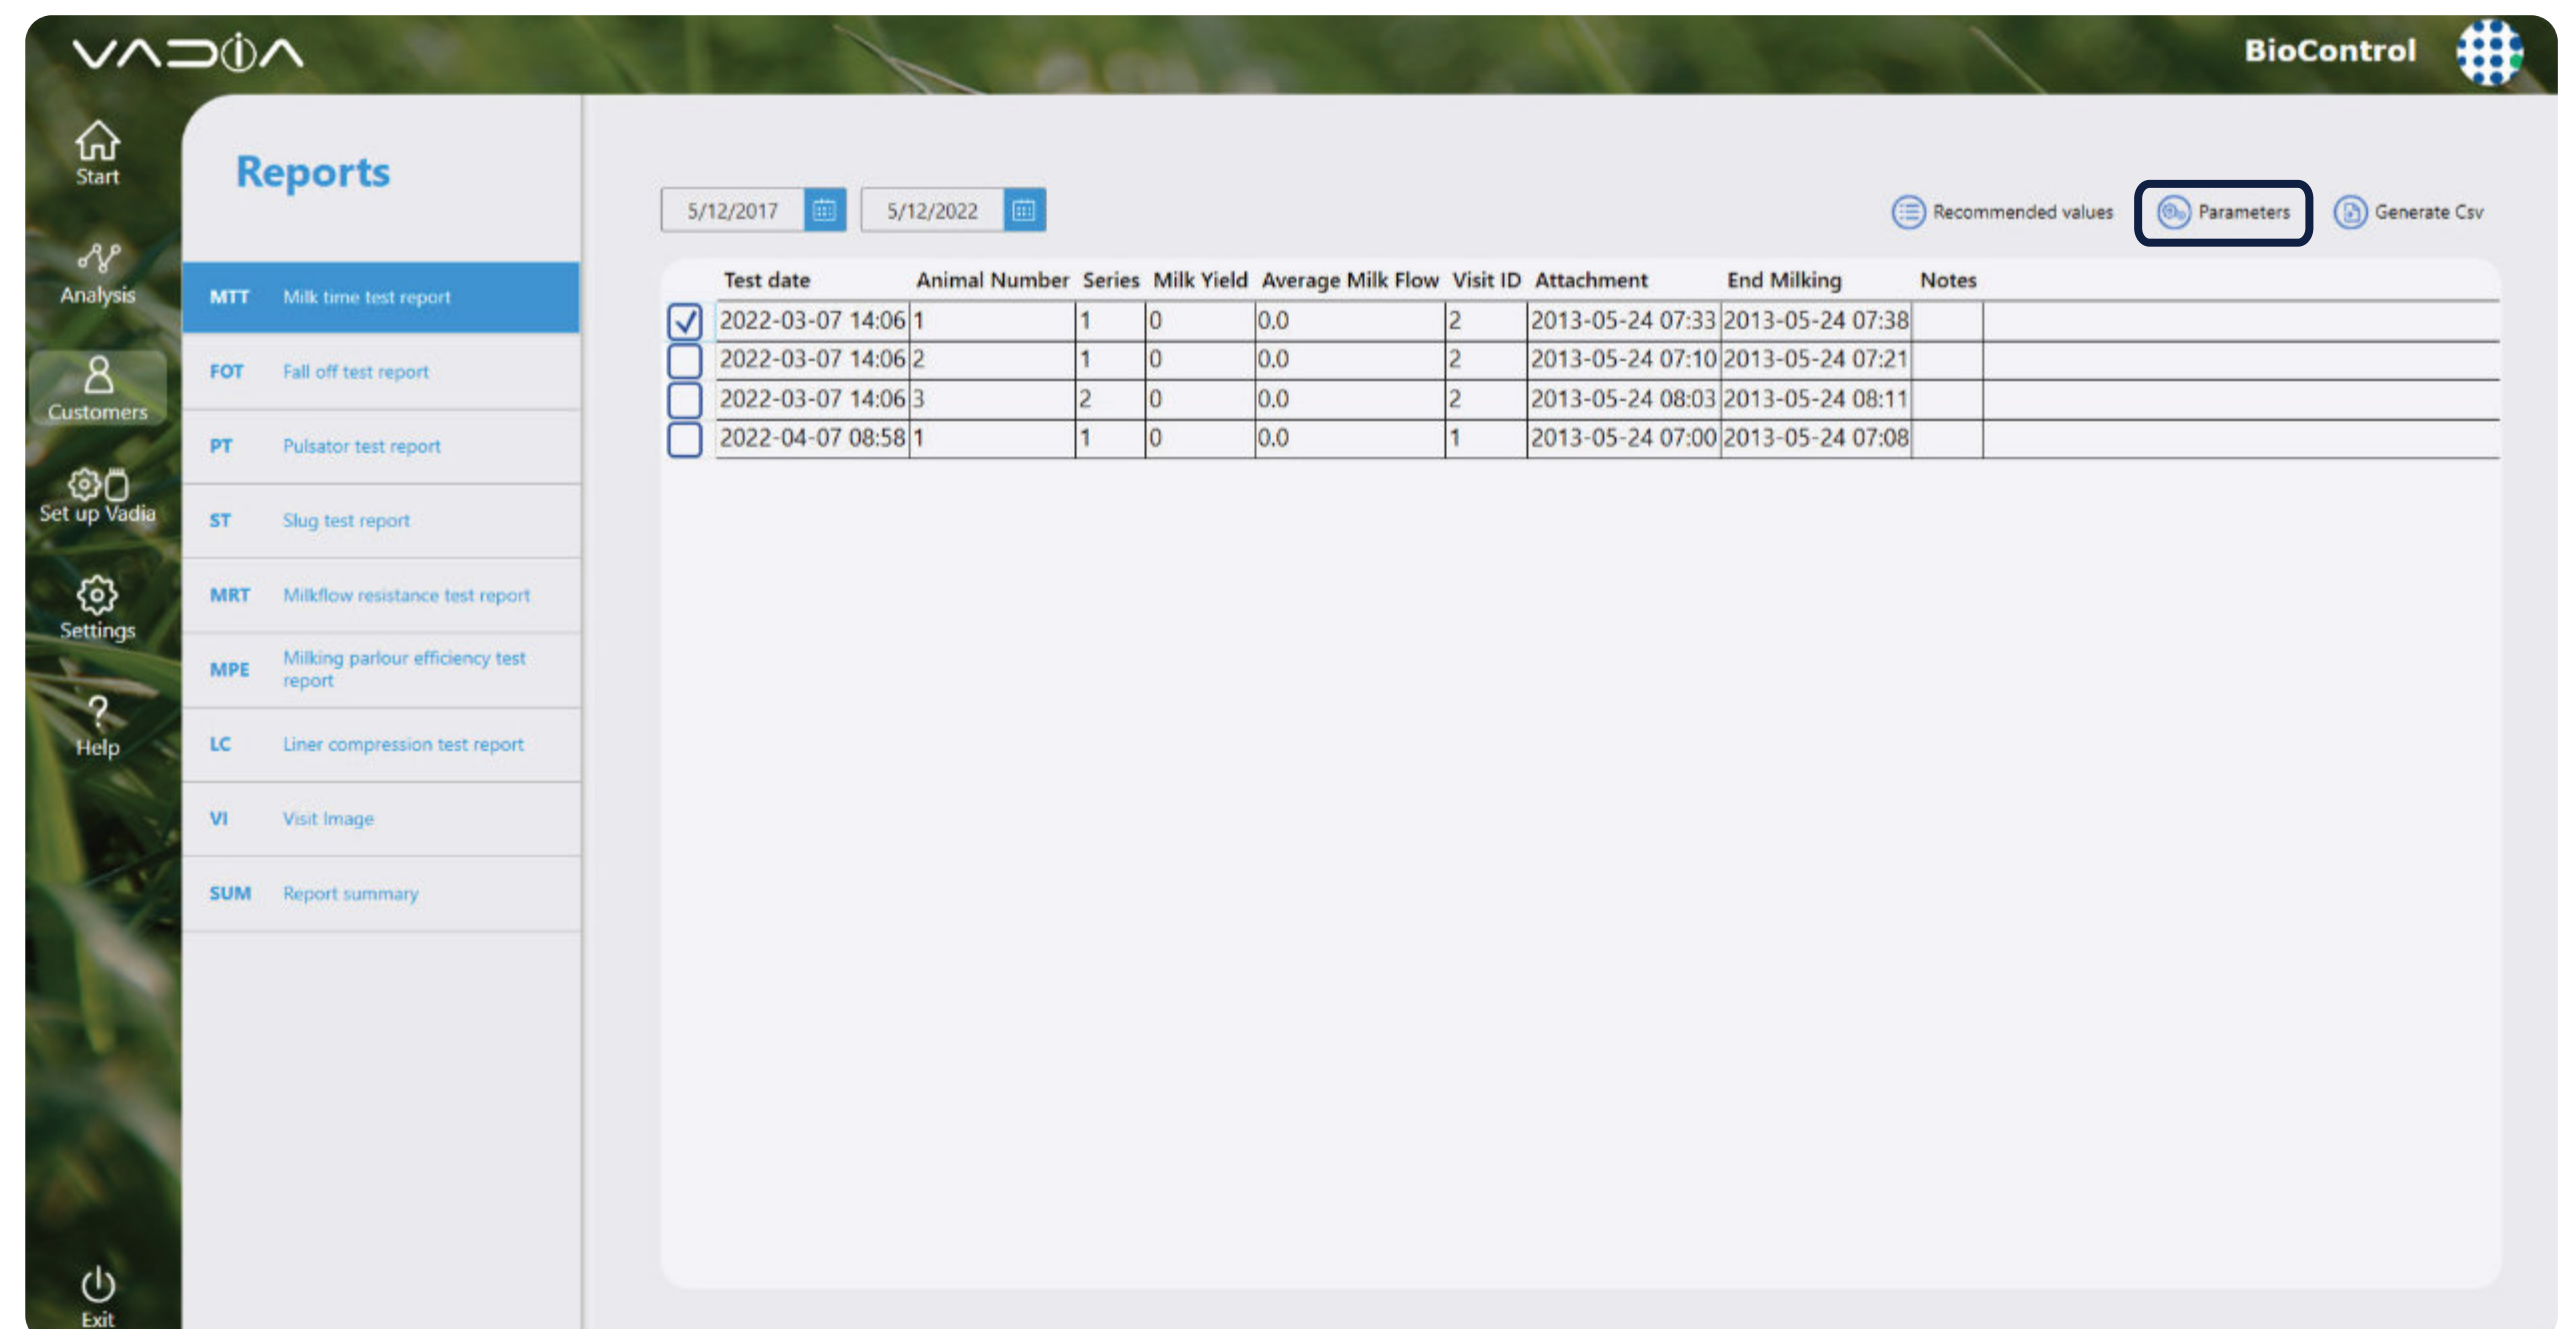 VADIA
BioControl
Start
Analysis
Customers
Set up Vadia
Settings
Help
Exit
Reports
MTT Milk time test report
FOT Fall off test report
PT Pulsator test report
ST Slug test report
MRT Milkflow resistance test report
MPE Milking parlour efficiency test
report
LC Liner compression test report
VI Visit Image
SUM Report summary
5/12/2017 5/12/2022 Recommended values Parameters Generate Csv
Test date Animal Number Series Milk Yield Average Milk Flow Visit ID Attachment End Milking Notes
2022-03-07 14:06 1 1 0 0.0 2 2013-05-24 07:33 2013-05-24 07:38
2022-03-07 14:06 2 1 0 0.0 2 2013-05-24 07:10 2013-05-24 07:21
2022-03-07 14:06 3 2 0 0.0 2 2013-05-24 08:03 2013-05-24 08:11
2022-04-07 08:58 1 1 0 0.0 1 2013-05-24 07:00 2013-05-24 07:08